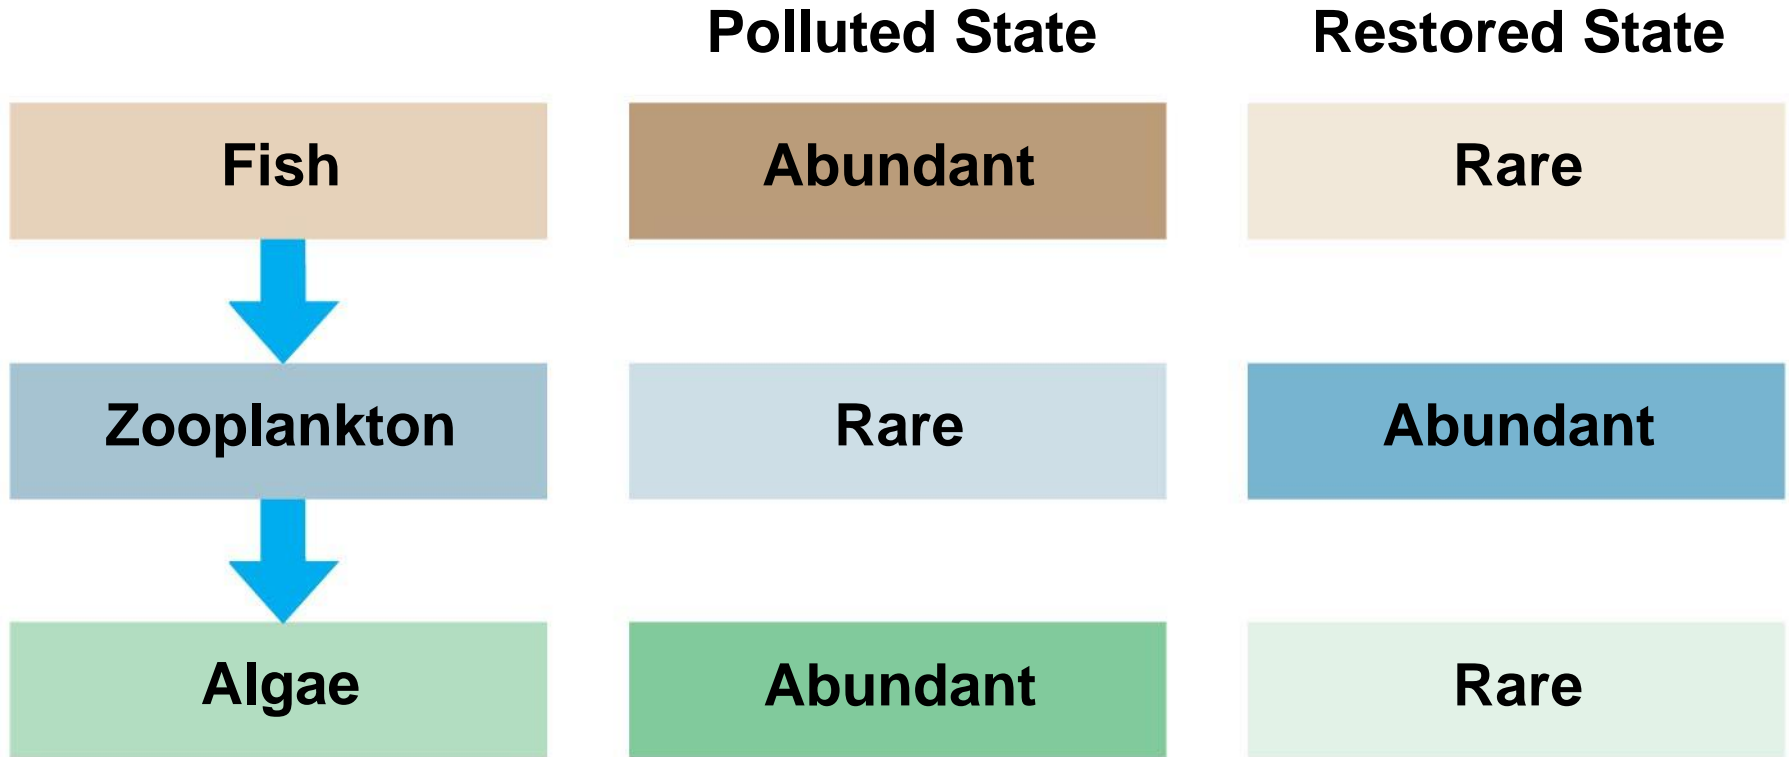 Polluted State Restored State
Fish Abundant Rare
Zooplankton Rare Abundant
Algae Abundant Rare